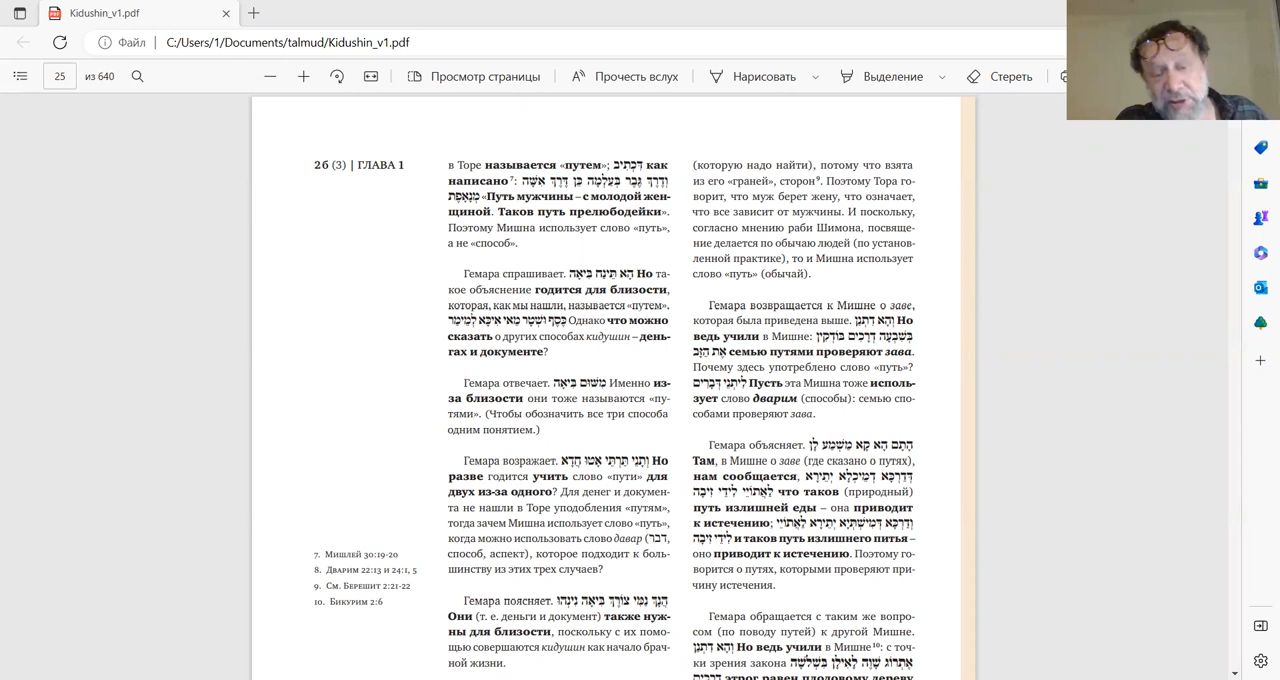 Kidushin_v1.pdf
Файл
C:/Users/1/Documents/talmud/Kidushin_v1.pdf
25
из 640
Просмотр страницы
Прочесть вслух
Нарисовать
Выделение
Стереть
2б (3) | ГЛАВА 1
в Торе называется «путем»; דִּכְתִיב как
написано 7: וְדֶרֶךְ גֶּבֶר בְּעַלְמָה כֵּן דֶּרֶךְ אִשָּׁה
מְנָאָפֶת «Путь мужчины – с молодой жен-
щиной. Таков путь прелюбодейки».
Поэтому Мишна использует слово «путь»,
а не «способ».
Гемара спрашивает. הָא תֵּינַח בִּיאָה Но та-
кое объяснение годится для близости,
которая, как мы нашли, называется «путем»,
כֶּסֶף וּשְׁטָר מַאי אִיכָּא לְמֵימַר Однако что можно
сказать о других способах кидушин – день-
гах и документе?
Гемара отвечает. מִשּׁוּם בִּיאָה Именно из-
за близости они тоже называются «пу-
тями». (Чтобы обозначить все три способа
одним понятием.)
Гемара возражает. וְתָנֵי תַּרְתֵּי אַטּוּ חֲדָא Но
разве годится учить слово «пути» для
двух из-за одного? Для денег и докумен-
та не нашли в Торе уподобления «путям»,
тогда зачем Мишна использует слово «путь»,
когда можно использовать слово давар (דבר,
способ, аспект), которое подходит к боль-
шинству из этих трех случаев?
Гемара поясняет. הָנָךְ נַמִי צוֹרֶךְ בִּיאָה נִינְהוּ
Они (т. е. деньги и документ) также нуж-
ны для близости, поскольку с их помо-
щью совершаются кидушин как начало брач-
ной жизни.
7. Мишлей 30:19-20
8. Дварим 22:13 и 24:1, 5
9. См. Берешит 2:21-22
10. Бикурим 2:6
(которую надо найти), потому что взята
из его «граней», сторон9. Поэтому Тора го-
ворит, что муж берет жену, что означает,
что все зависит от мужчины. И поскольку,
согласно мнению раби Шимона, посвяще-
ние делается по обычаю людей (по установ-
ленной практике), то и Мишна использует
слово «путь» (обычай).
Гемара возвращается к Мишне о заве,
которая была приведена выше. וְהָא דִּתְנַן Но
ведь учили в Мишне: בְּשִׁבְעָה דְּרָכִים בּוֹדְקִין
אֶת הַזָּב семью путями проверяют зава.
Почему здесь употреблено слово «путь»?
לִיתְנֵי דְּבָרִים Пусть эта Мишна тоже исполь-
зует слово дварим (способы): семью спо-
собами проверяют зава.
Гемара объясняет. הָתָם הָא קָא מַשְׁמַע לַן
Там, в Мишне о заве (где сказано о путях),
нам сообщается, דְּדַרְכָּא דְּמֵיכְלָא יַתִּירָא
לְאֵתוֹיֵי לִידֵי זִיבָה что таков (природный)
путь излишней еды – она приводит
к истечению; וְדַרְכָּא דְּמִישְׁתְּיָא יַתִּירָא לְאֵתוֹיֵי
לִידֵי זִיבָה и таков путь излишнего питья –
оно приводит к истечению. Поэтому го-
ворится о путях, которыми проверяют при-
чину истечения.
Гемара обращается с таким же вопро-
сом (по поводу путей) к другой Мишне.
וְהָא דִּתְנַן Но ведь учили в Мишне10: с точ-
ки зрения закона אֶתְרוֹג שָׁוֶה לָאִילָן בִּשְׁלֹשָׁה
דְּרָכִים этрог равен плодовому дереву